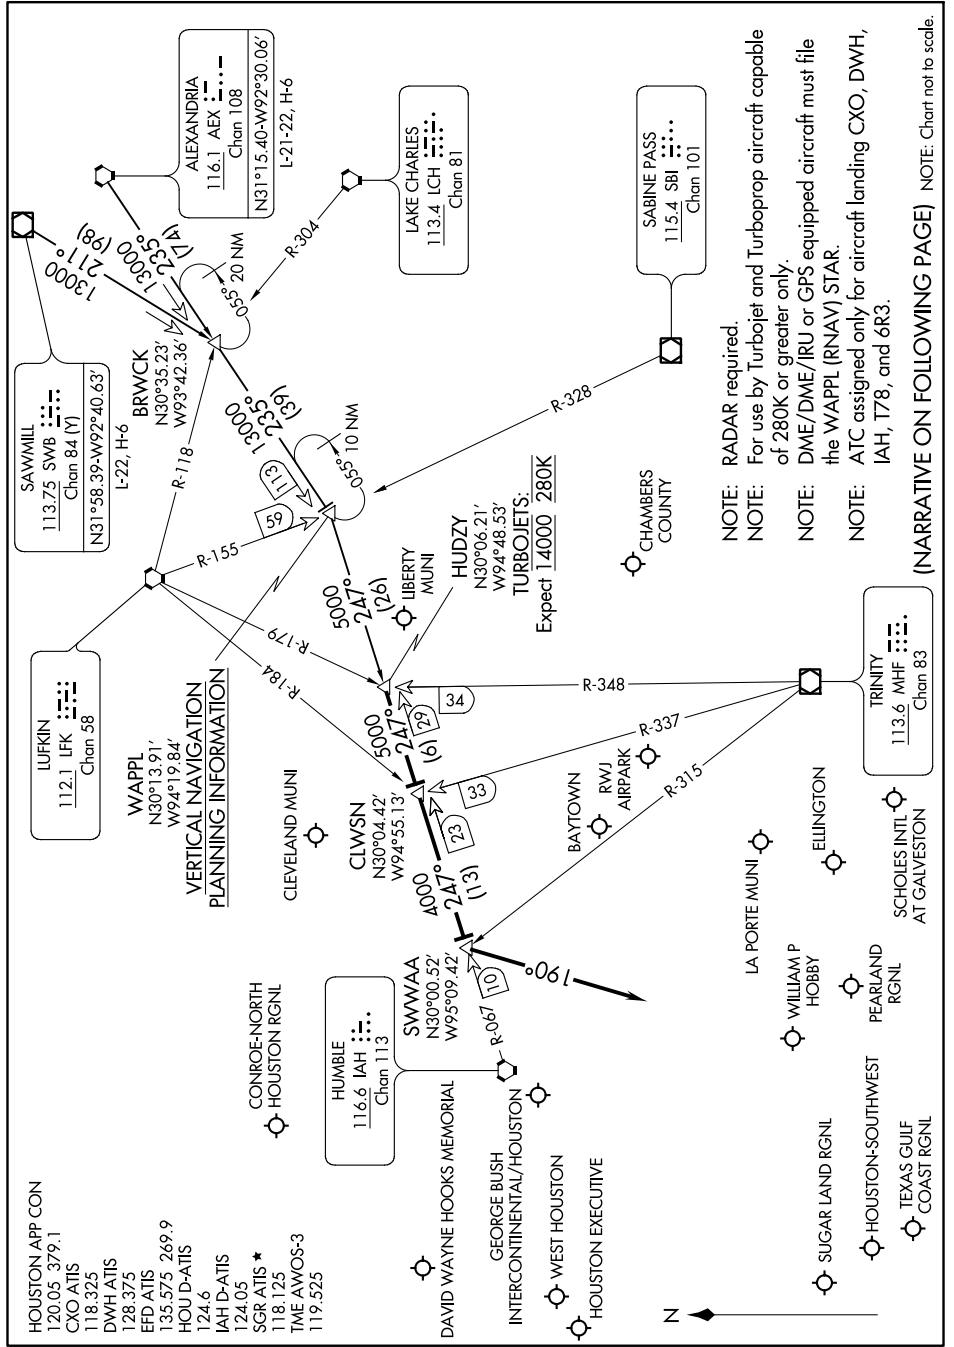 HOUSTON APP CON
120.05 379.1
CXO ATIS
118.325
DWH ATIS
128.375
EFD ATIS
135.575 269.9
HOU D-ATIS
124.6
IAH D-ATIS
124.05
SGR ATIS ★
118.125
TME AWOS-3
119.525
LUFKIN
112.1 LFK
Chan 58
SAWMILL
113.75 SWB
Chan 84 (Y)
N31°58.39-W92°40.63'
L-22, H-6
ALEXANDRIA
116.1 AEX
Chan 108
N31°15.40-W92°30.06'
L-21-22, H-6
13000
211°
(98)
13000
235°
(74)
BRWCK
N30°35.23'
W93°42.36'
055° 20 NM
R-304
LAKE CHARLES
113.4 LCH
Chan 81
R-118
13000
235°
(39)
113
59
R-155
055° 10 NM
WAPPL
N30°13.91'
W94°19.84'
VERTICAL NAVIGATION
PLANNING INFORMATION
R-179
R-184
5000
247°
(26)
LIBERTY
MUNI
HUDZY
N30°06.21'
W94°48.53'
TURBOJETS:
Expect 14000 280K
R-328
SABINE PASS
115.4 SBI
Chan 101
CHAMBERS
COUNTY
CLEVELAND MUNI
5000
247°
(6)
29
34
R-348
CLWSN
N30°04.42'
W94°55.13
4000
247°
(13)
23
33
R-337
R-315
CONROE-NORTH
HOUSTON RGNL
HUMBLE
116.6 IAH
Chan 113
SWWAA
N30°00.52'
W95°09.42'
10
R-067
190°
BAYTOWN
RWJ
AIRPARK
TRINITY
113.6 MHF
Chan 83
DAVID WAYNE HOOKS MEMORIAL
GEORGE BUSH
INTERCONTINENTAL/HOUSTON
WEST HOUSTON
HOUSTON EXECUTIVE
LA PORTE MUNI
ELLINGTON
WILLIAM P
HOBBY
PEARLAND
RGNL
SCHOLES INTL
AT GALVESTON
SUGAR LAND RGNL
HOUSTON-SOUTHWEST
TEXAS GULF
COAST RGNL
N
NOTE: RADAR required.
NOTE: For use by Turbojet and Turboprop aircraft capable
of 280K or greater only.
NOTE: DME/DME/IRU or GPS equipped aircraft must file
the WAPPL (RNAV) STAR.
NOTE: ATC assigned only for aircraft landing CXO, DWH,
IAH, T78, and 6R3.
(NARRATIVE ON FOLLOWING PAGE) NOTE: Chart not to scale.